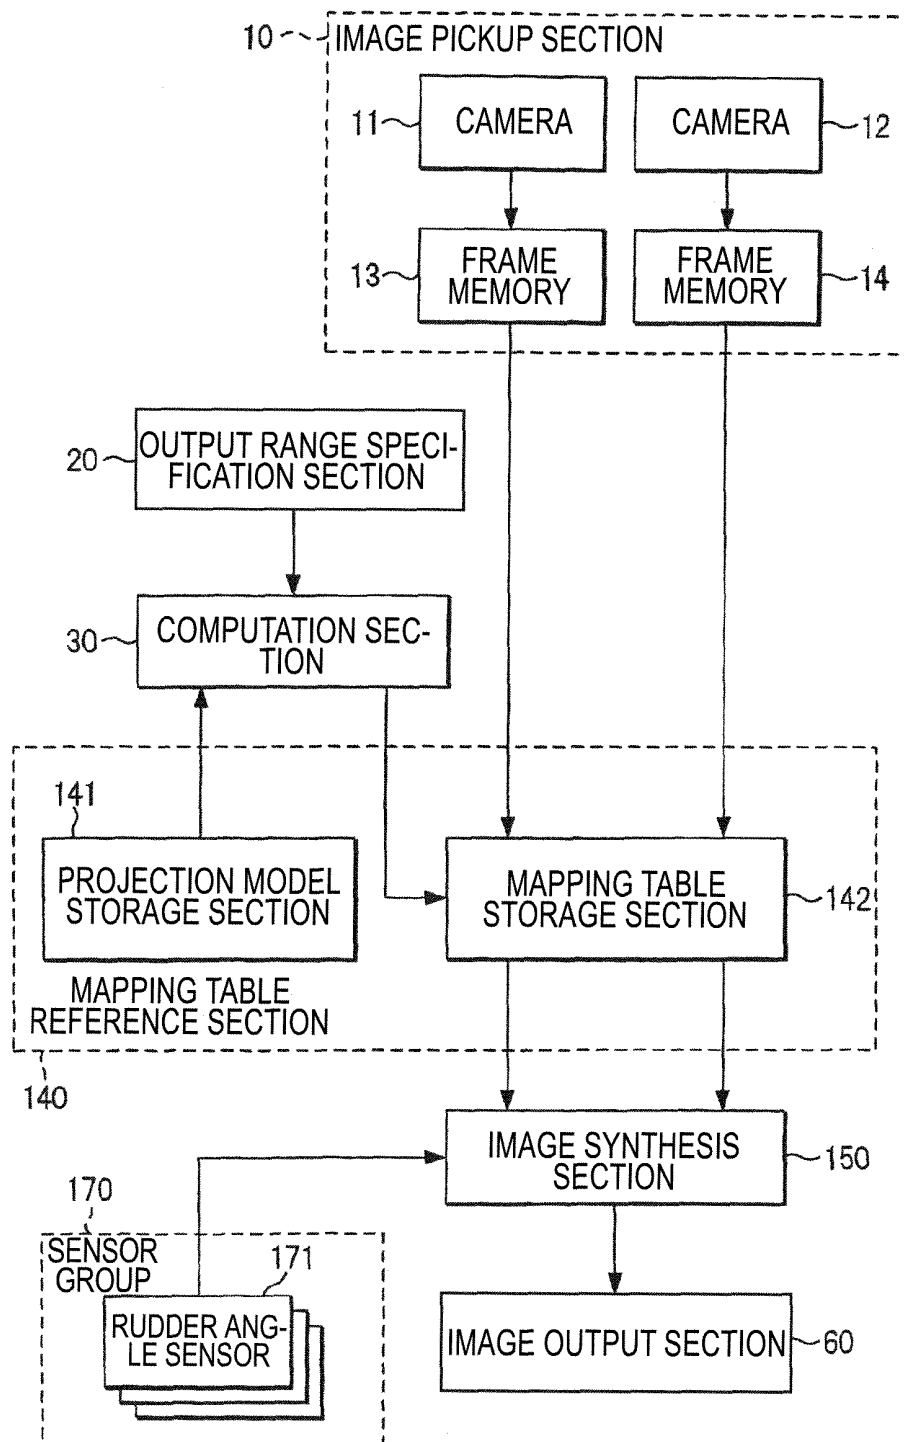 10
IMAGE PICKUP SECTION
11
CAMERA
CAMERA
12
13
FRAME
MEMORY
FRAME
MEMORY
14
20
OUTPUT RANGE SPECI-
FICATION SECTION
30
COMPUTATION SEC-
TION
141
PROJECTION MODEL
STORAGE SECTION
MAPPING TABLE
STORAGE SECTION
142
MAPPING TABLE
REFERENCE SECTION
140
IMAGE SYNTHESIS
SECTION
150
170
SENSOR
GROUP
171
RUDDER ANG-
LE SENSOR
IMAGE OUTPUT SECTION
60